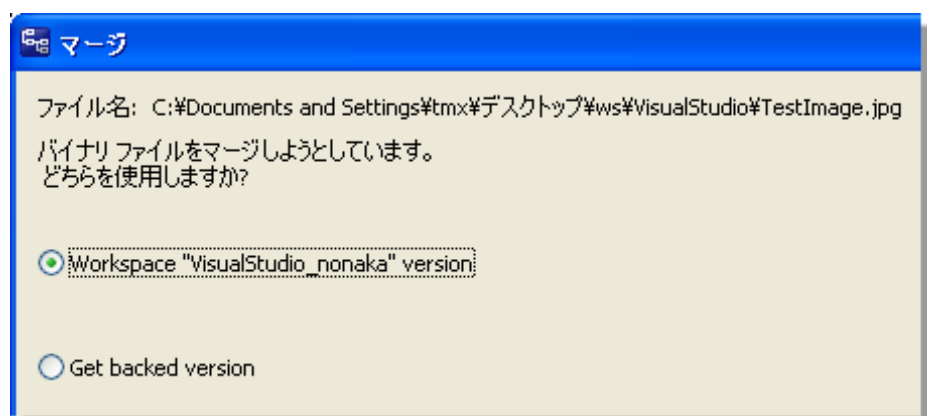 マージ
ファイル名: C:¥Documents and Settings¥tmx¥デスクトップ¥ws¥VisualStudio¥TestImage.jpg
バイナリ ファイルをマージしようとしています。
どちらを使用しますか?
Workspace "VisualStudio_nonaka" version
Get backed version